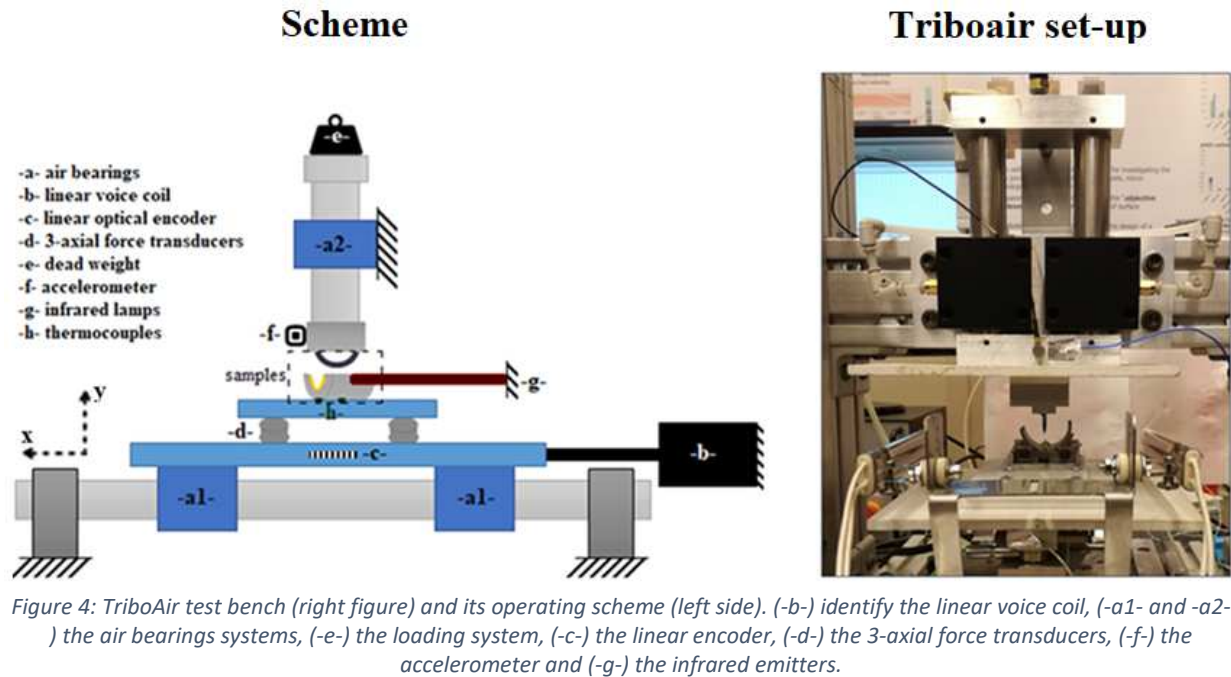 Scheme
Triboair set-up
-e-
-a- air bearings
-b- linear voice coil
-c- linear optical encoder
-d- 3-axial force transducers
-e- dead weight
-f- accelerometer
-g- infrared lamps
-h- thermocouples
-a2-
-f-
samples
-g-
-h-
y
x
-d-
-c-
-b-
-a1-
-a1-
Figure 4: TriboAir test bench (right figure) and its operating scheme (left side). (-b-) identify the linear voice coil, (-a1- and -a2-
) the air bearings systems, (-e-) the loading system, (-c-) the linear encoder, (-d-) the 3-axial force transducers, (-f-) the
accelerometer and (-g-) the infrared emitters.